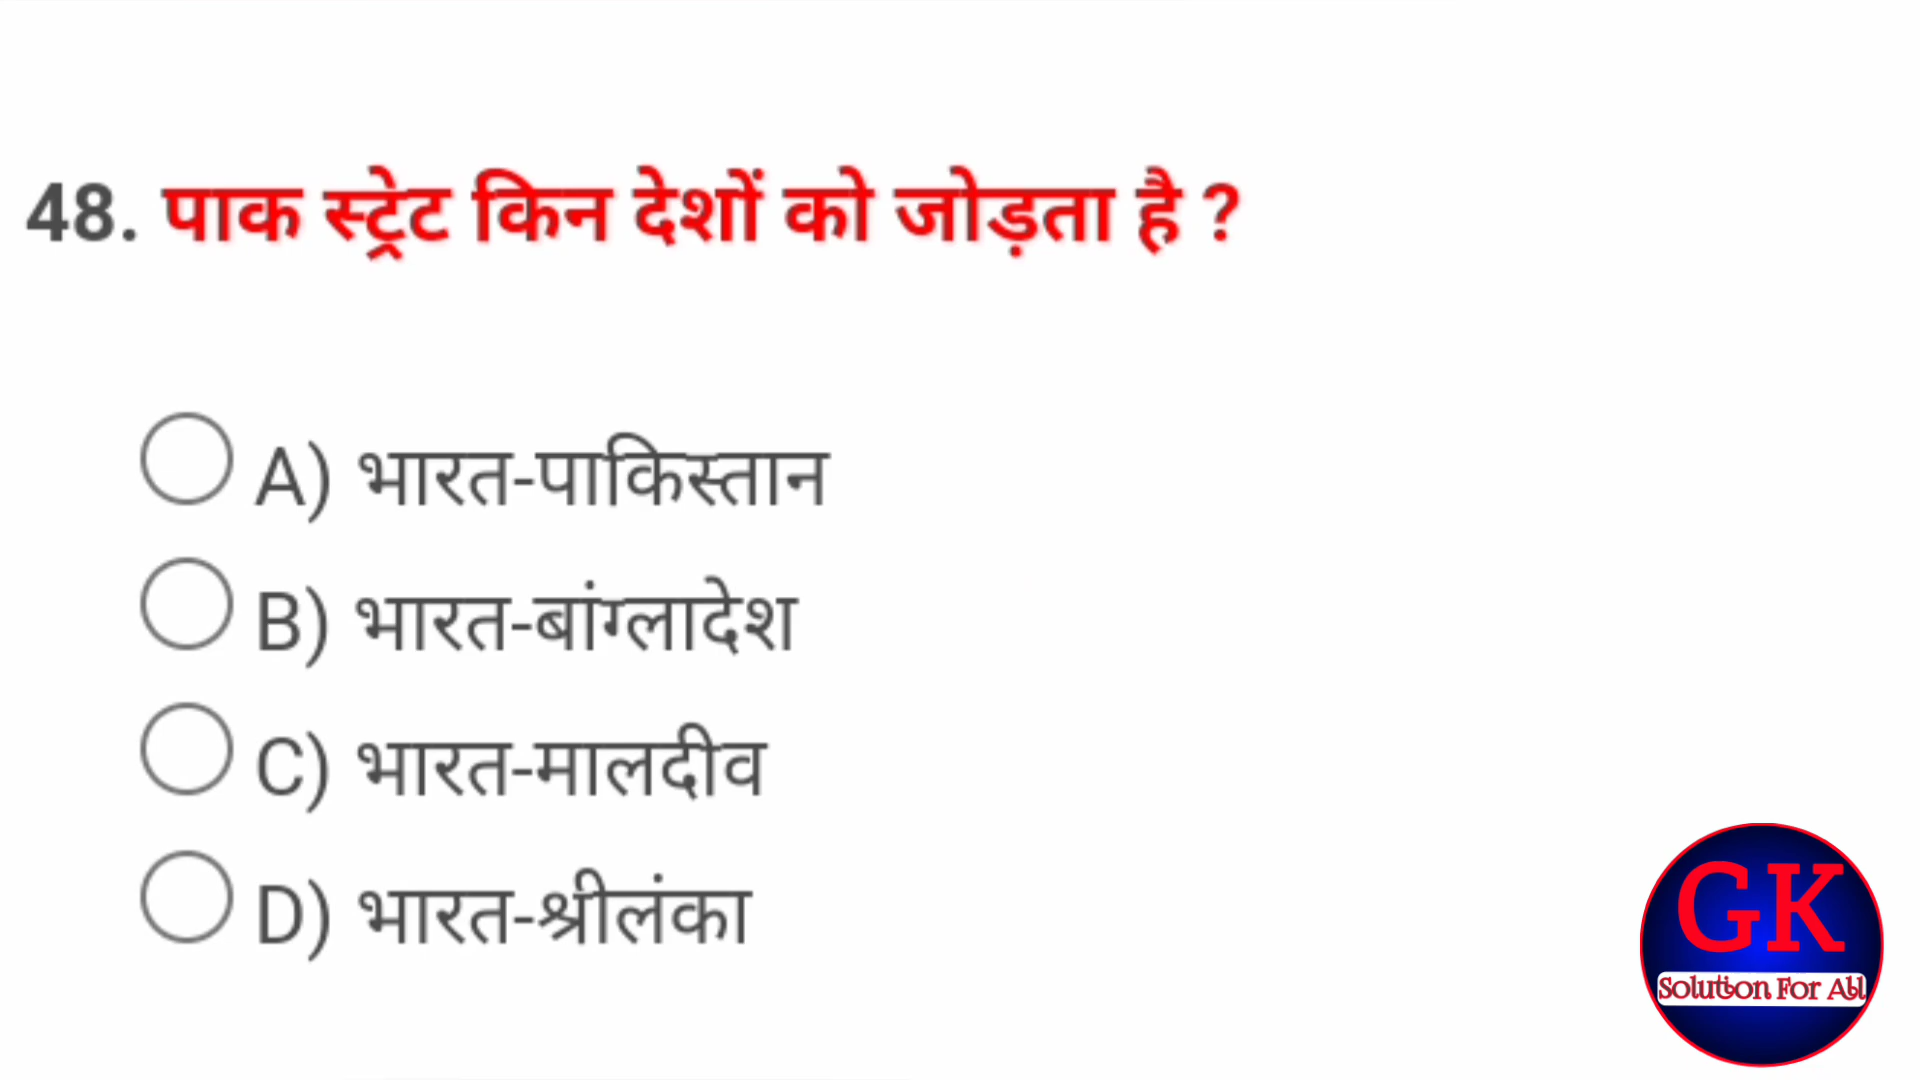 48. पाक स्ट्रेट किन देशों को जोड़ता है ?
A) भारत-पाकिस्तान
B) भारत-बांग्लादेश
C) भारत-मालदीव
D) भारत-श्रीलंका
GK
Solution For All